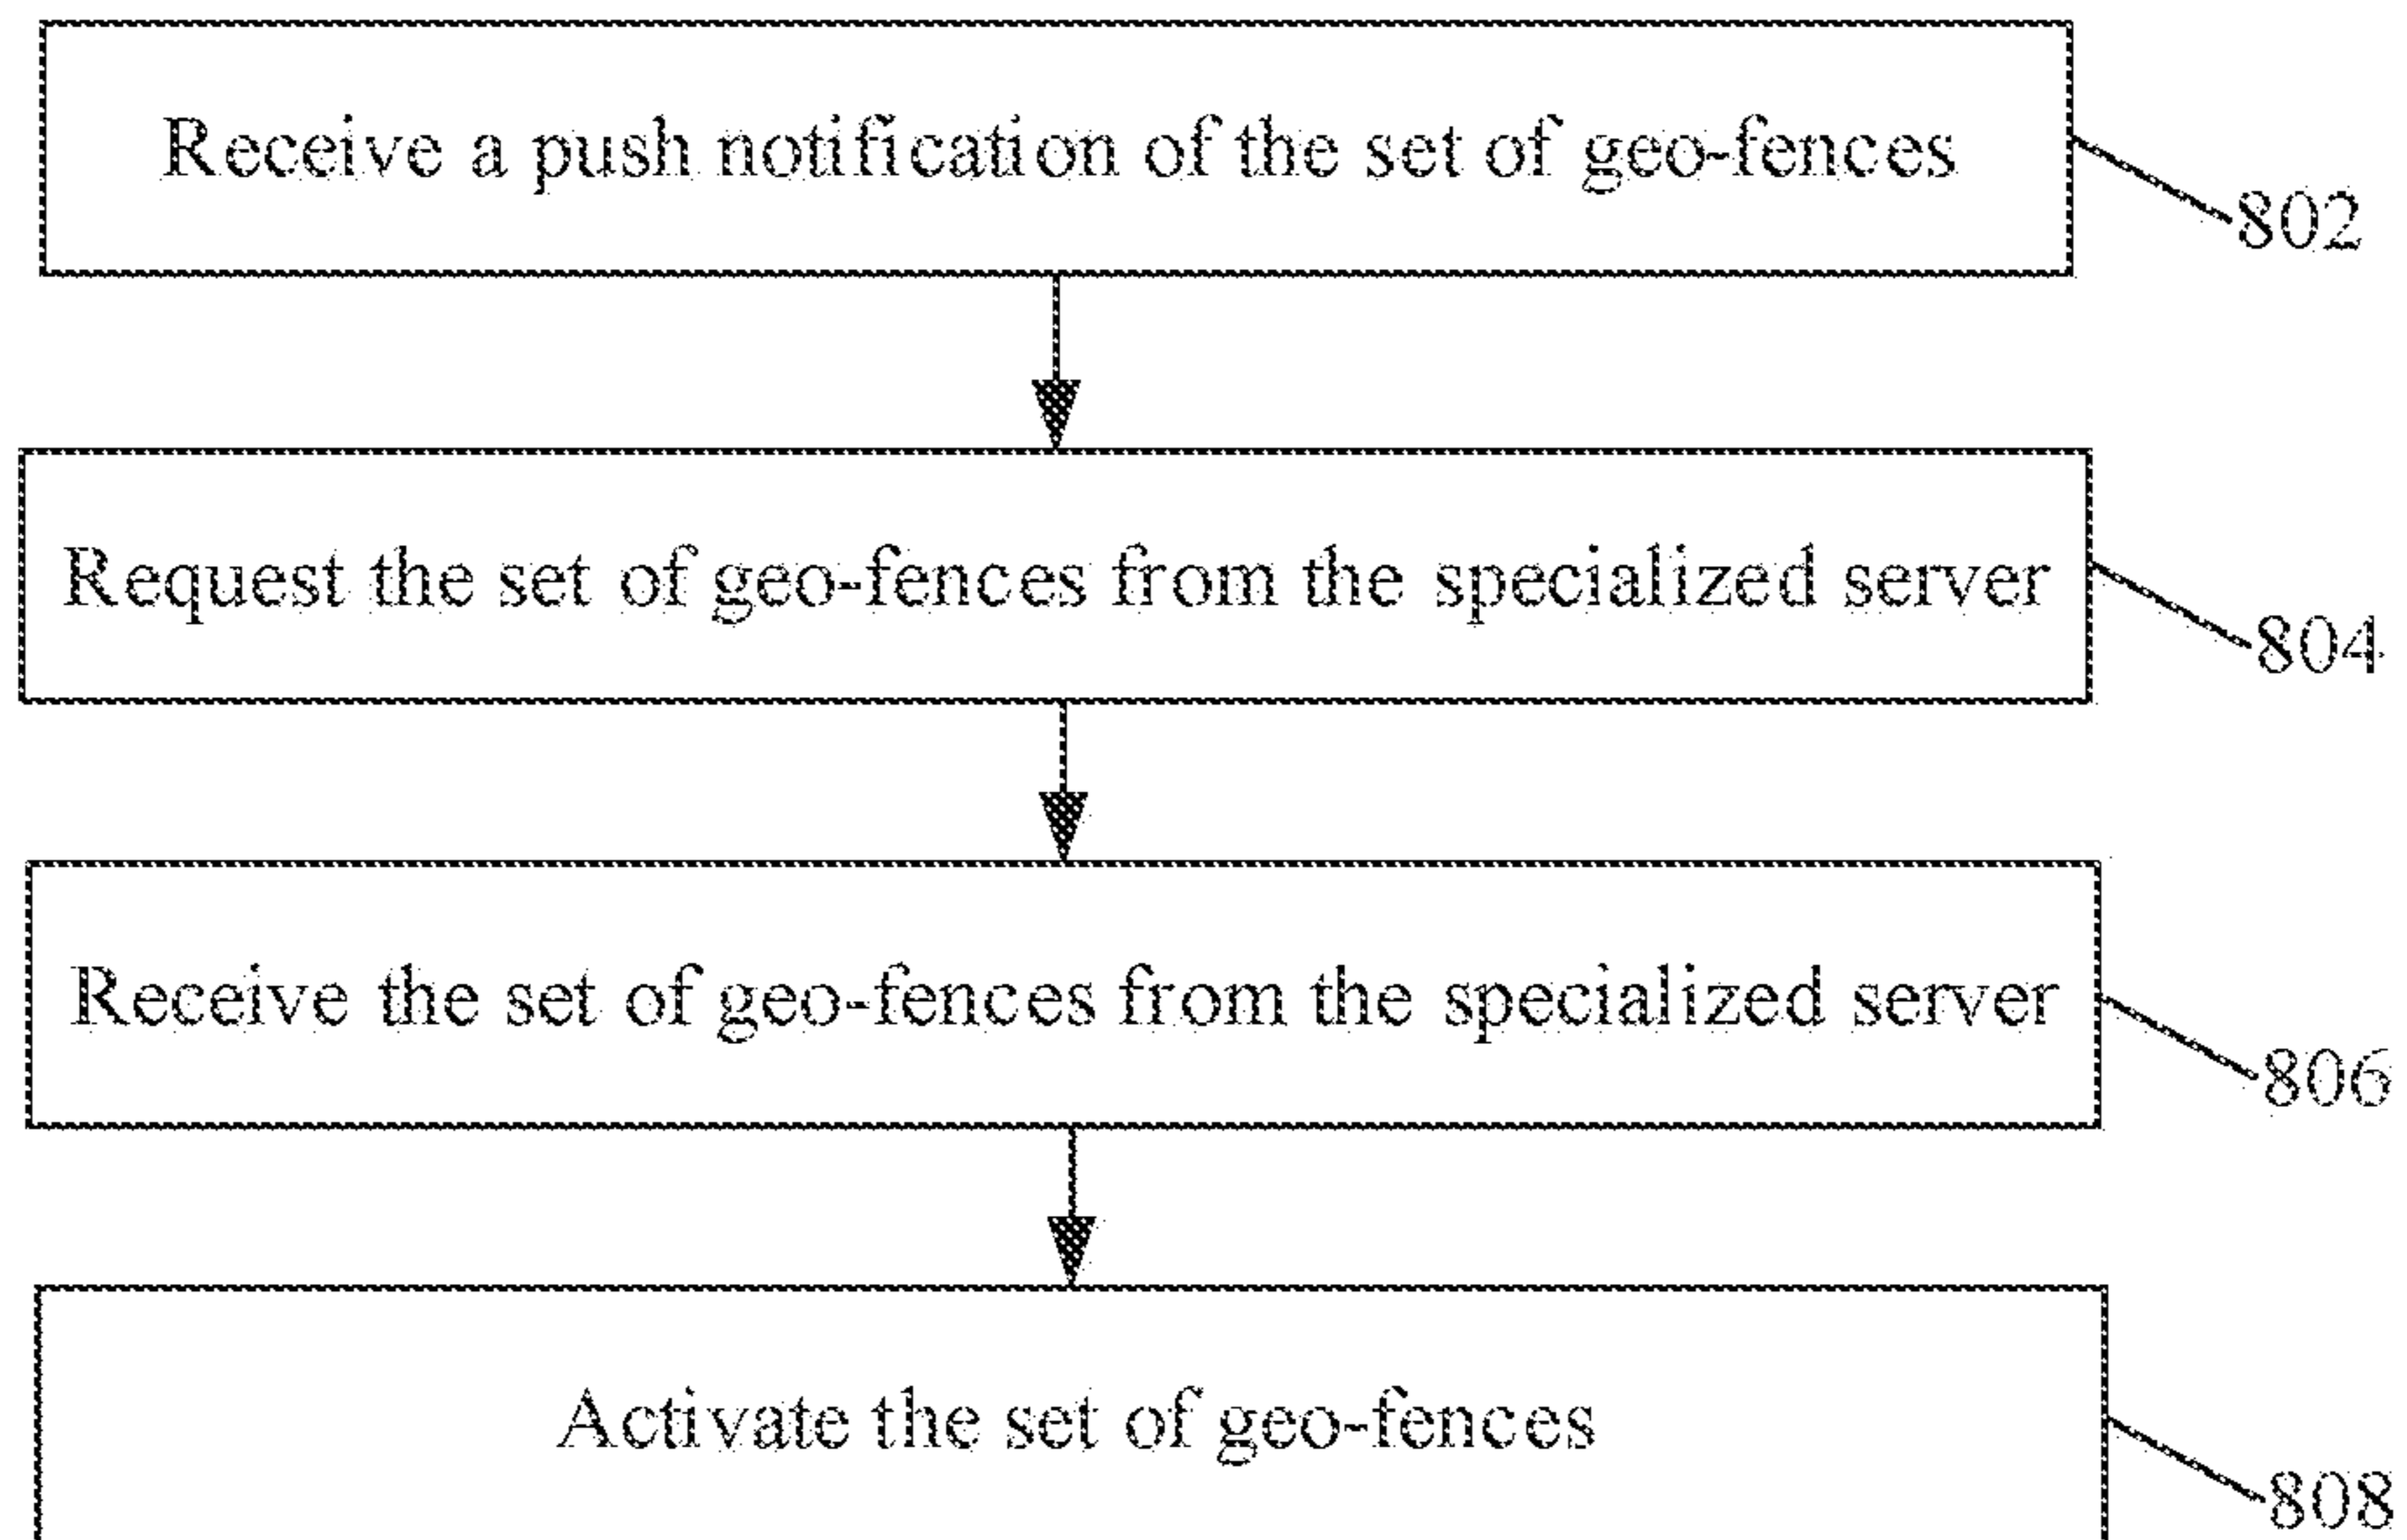 Receive a push notification of the set of geo-fences
802
Request the set of geo-fences from the specialized server
804
Receive the set of geo-fences from the specialized server
806
Activate the set of geo-fences
808